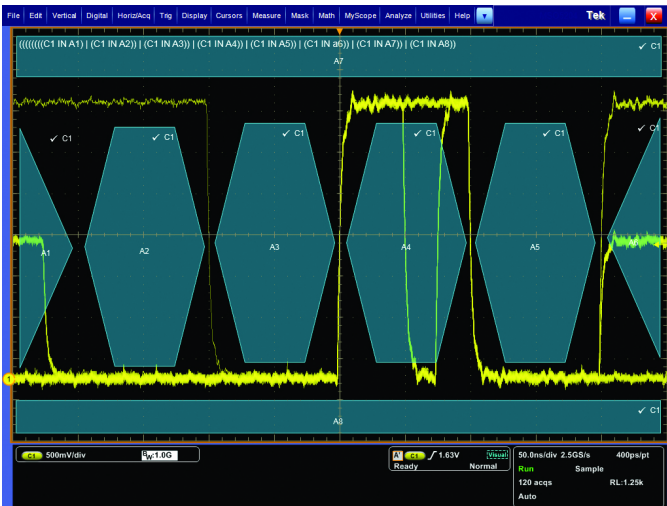 File Edit Vertical Digital Horiz/Acq Trig Display Cursors Measure Mask Math MyScope Analyze Utilities Help Tek X
((((((((C1 IN A1) | (C1 IN A2)) | (C1 IN A3)) | (C1 IN A4)) | (C1 IN A5)) | (C1 IN a6)) | (C1 IN A7)) | (C1 IN A8)) ✓ C1
A7
✓ C1 ✓ C1 ✓ C1 ✓ C1 ✓ C1 ✓ C1
A1 A2 A3 A4 A5 A6
1
✓ C1
A8
C1 500mV/div BW:1.0G
A' C1 1.63V Visual
Ready Normal
50.0ns/div 2.5GS/s 400ps/pt
Run Sample
120 acqs RL:1.25k
Auto